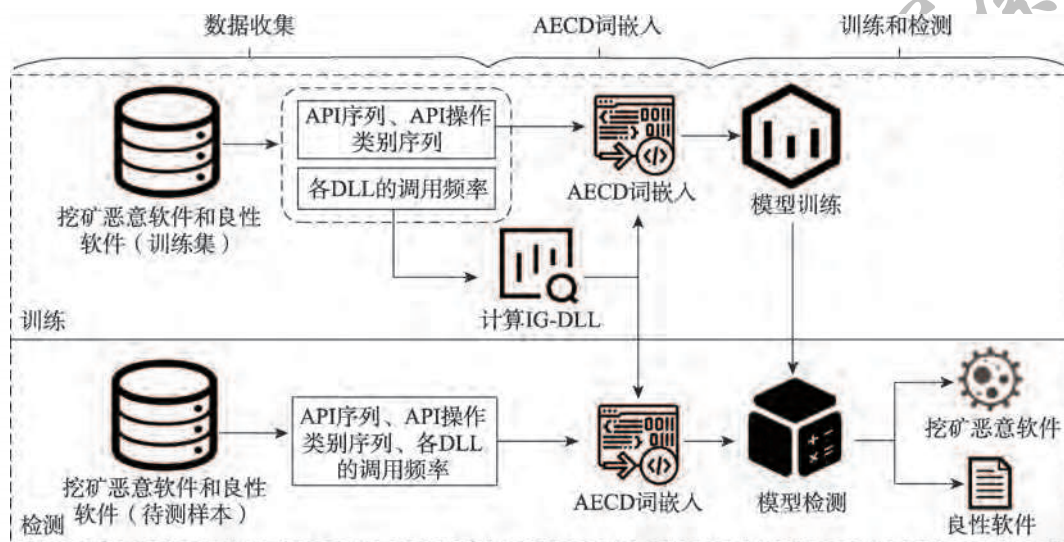 数据收集
AECD词嵌入
训练和检测
API序列、API操作
类别序列
各DLL的调用频率
AECD词嵌入
模型训练
挖矿恶意软件和良性
软件（训练集）
计算IG-DLL
训练
API序列、API操作
类别序列、各DLL
的调用频率
挖矿恶意软件
挖矿恶意软件和良性
软件（待测样本）
AECD词嵌入
模型检测
良性软件
检测